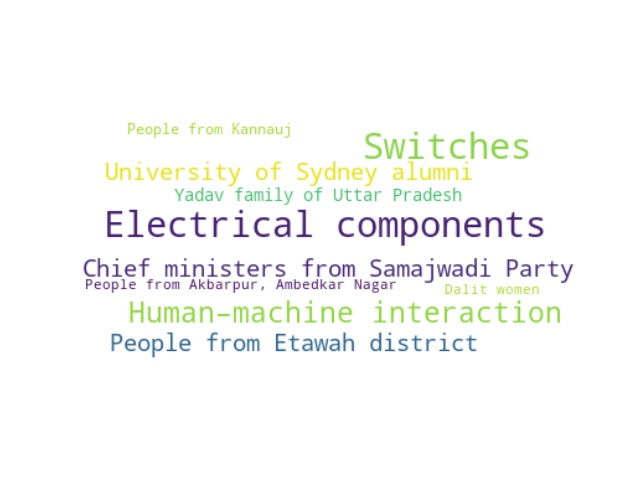 People from Kannauj
Switches
University of Sydney alumni
Yadav family of Uttar Pradesh
Electrical components
Chief ministers from Samajwadi Party
People from Akbarpur, Ambedkar Nagar
Dalit women
Human-machine interaction
People from Etawah district